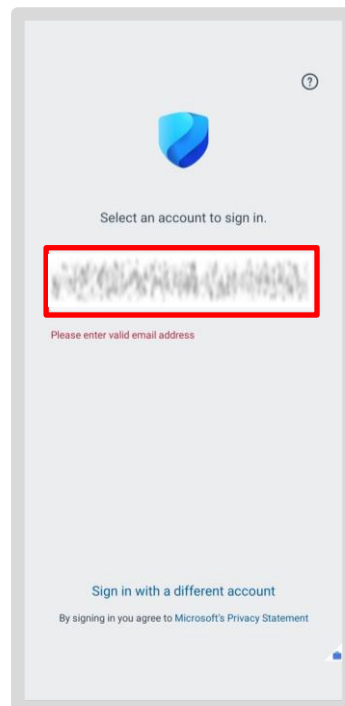 ?
Select an account to sign in.
Please enter valid email address
Sign in with a different account
By signing in you agree to Microsoft's Privacy Statement